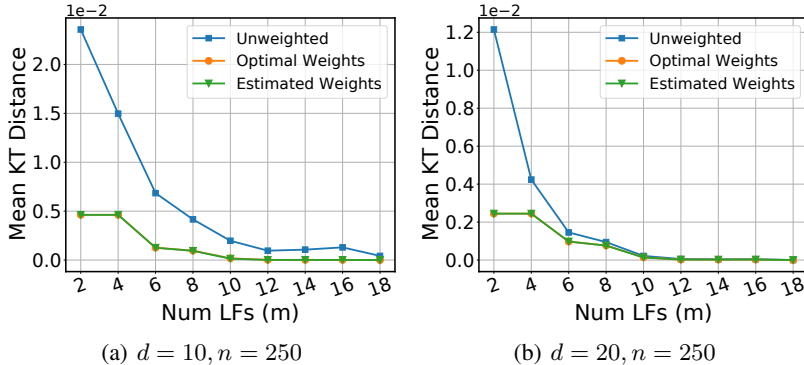 1e−2
Mean KT Distance
2.0
1.5
1.0
0.5
0.0
Unweighted
Optimal Weights
Estimated Weights
2 4 6 8 10 12 14 16 18
Num LFs (m)
(a) d = 10, n = 250
1e−2
Mean KT Distance
1.2
1.0
0.8
0.6
0.4
0.2
0.0
Unweighted
Optimal Weights
Estimated Weights
2 4 6 8 10 12 14 16 18
Num LFs (m)
(b) d = 20, n = 250